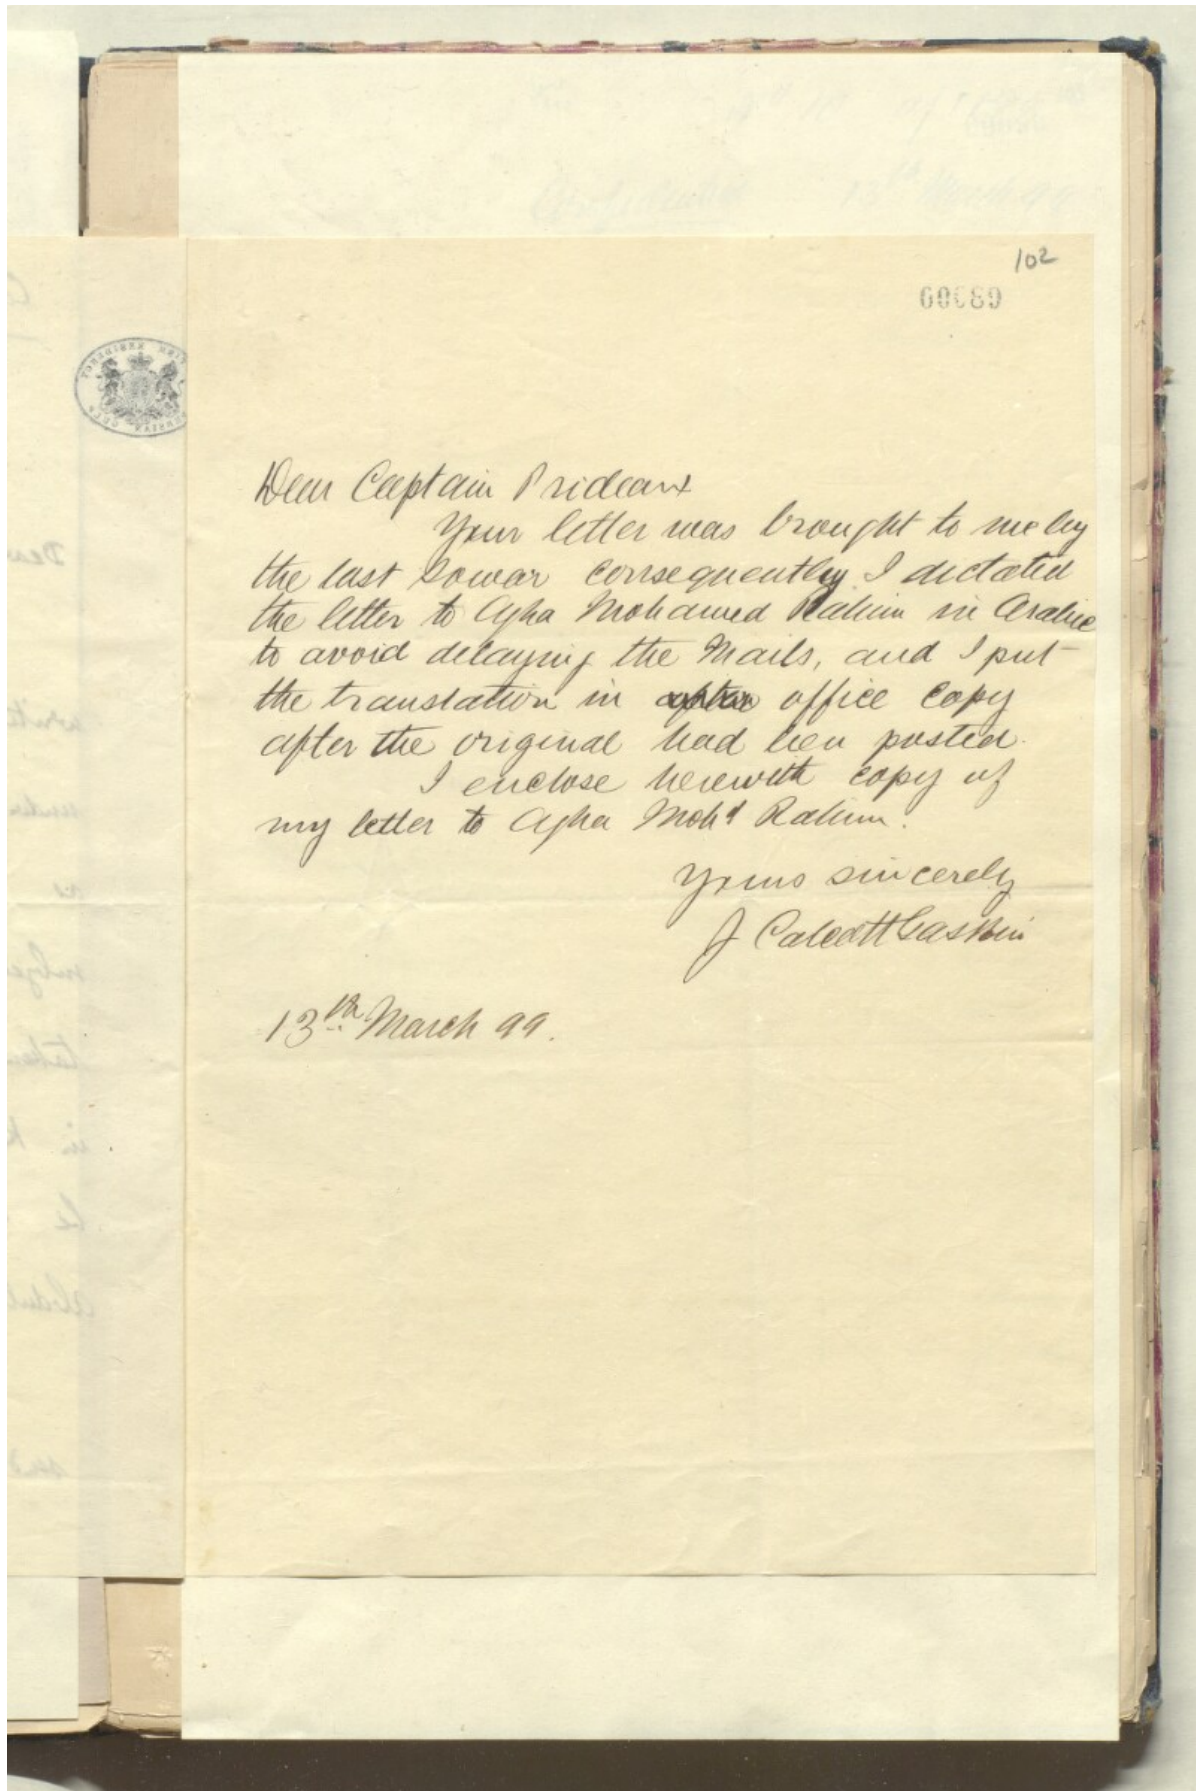 102
00089
Dear Captain Prideaux
Your letter was brought to me by
the last Sowar consequently I dictated
the letter to Agha Mohamed Rahim in Arabic
to avoid delaying the Mails, and I put
the translation in office copy
after the original had been posted.
I enclose herewith copy of
my letter to Agha Mohd Rahim.
Yours sincerely
J Calcott Gaskin
13th March 99.